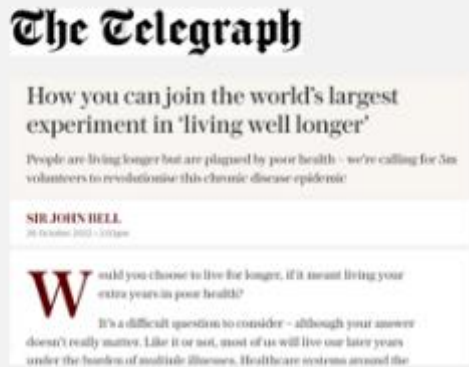 The Telegraph
How you can join the world's largest
experiment in 'living well longer'
People are living longer but are plagued by poor health – we're calling for 5m
volunteers to revolutionise this chronic disease epidemic
SIR JOHN BELL
26 October 2022 •
Would you choose to live for longer, if it meant living your
extra years in poor health?
It's a difficult question to consider – although your answer
doesn't really matter. Like it or not, most of us will live our later years
under the burden of multiple illnesses. Healthcare systems around the